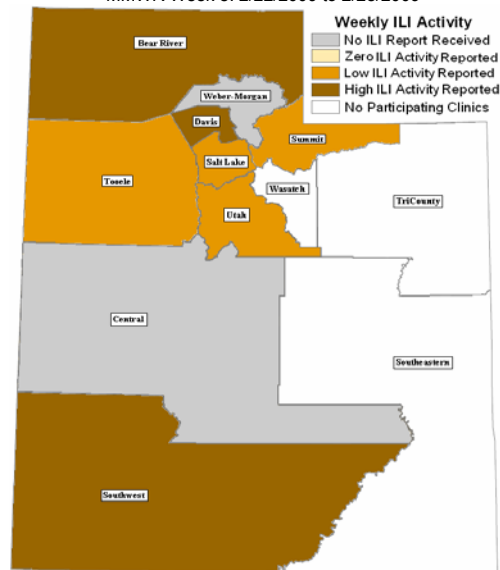 Weekly ILI Activity
No ILI Report Received
Zero ILI Activity Reported
Low ILI Activity Reported
High ILI Activity Reported
No Participating Clinics
Bear River
Weber-Morgan
Davis
Summit
Salt Lake
Tooele
Wasatch
TriCounty
Utah
Central
Southeastern
Southwest